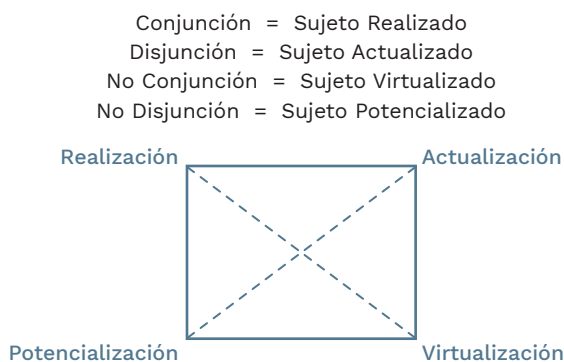 Conjunción = Sujeto Realizado
Disjunción = Sujeto Actualizado
No Conjunción = Sujeto Virtualizado
No Disjunción = Sujeto Potencializado
Realización
Actualización
Potencialización
Virtualización